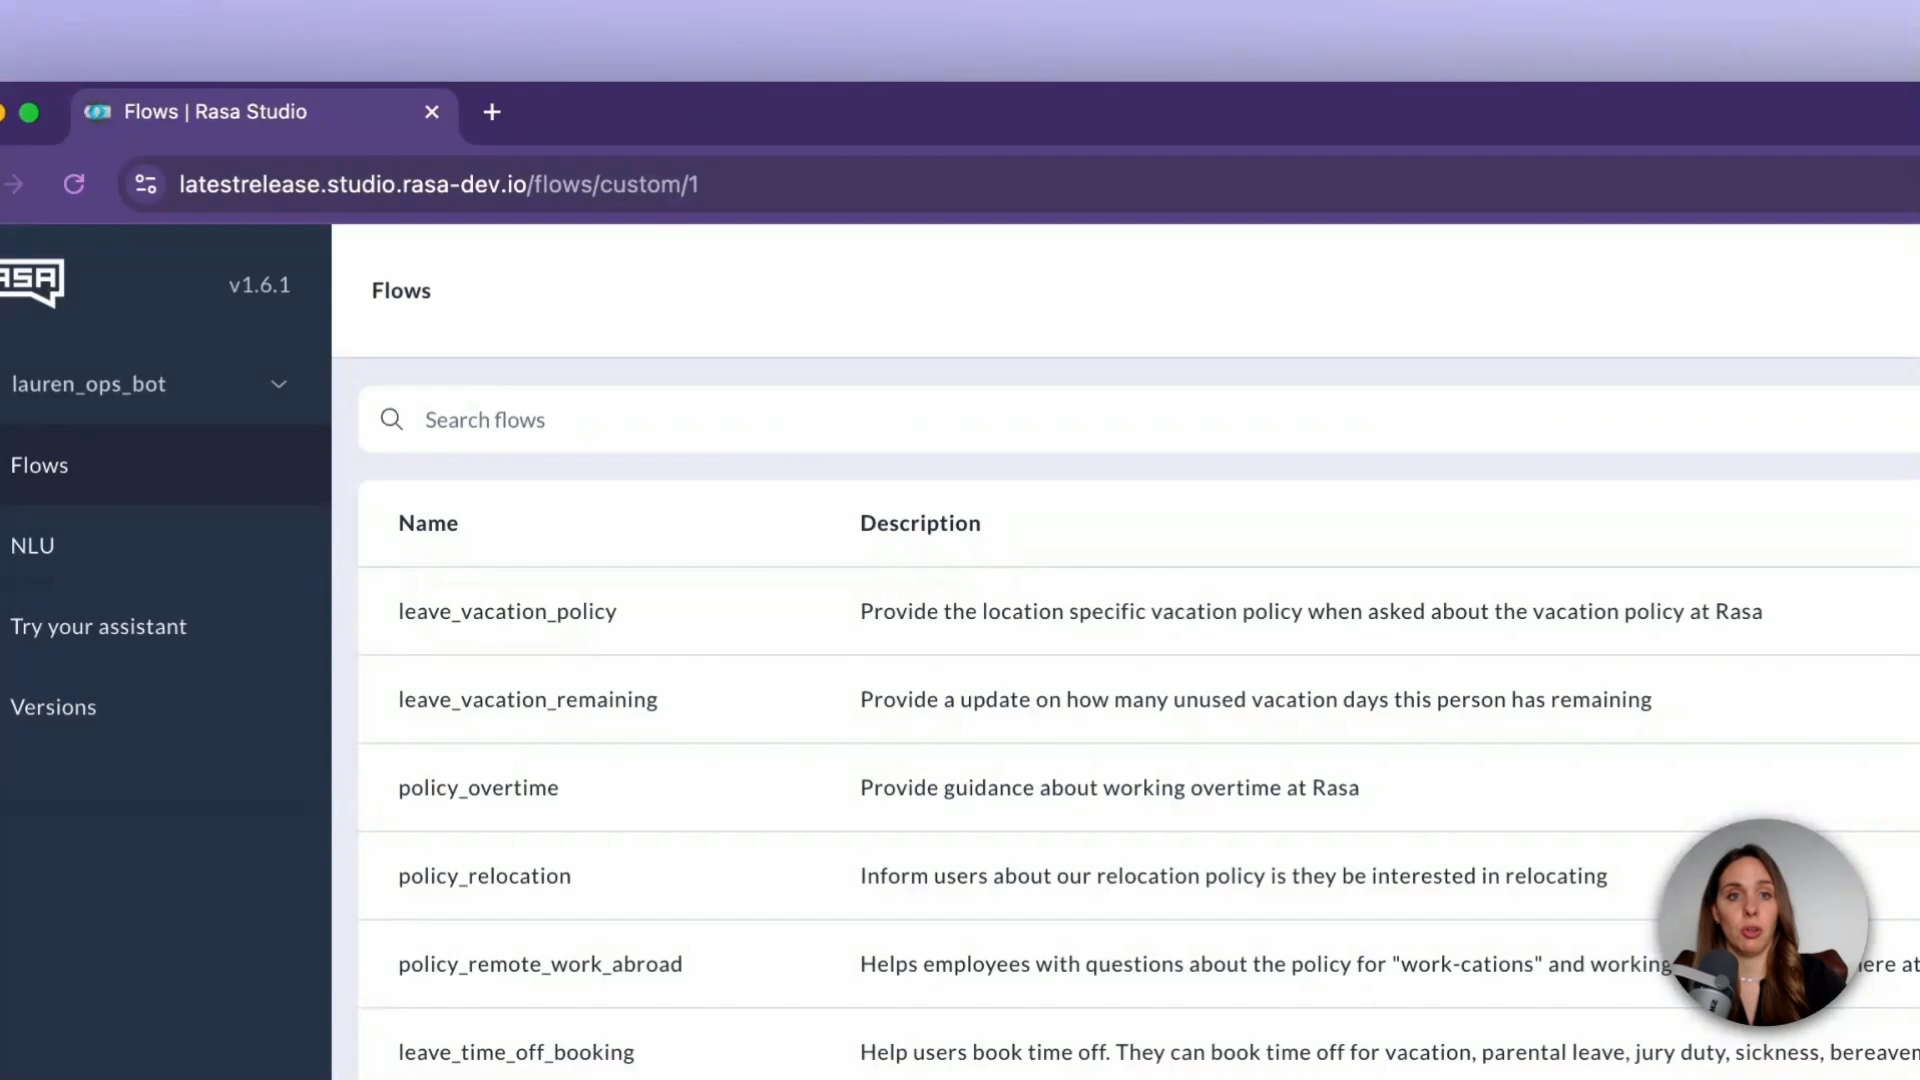 Flows | Rasa Studio
latestrelease.studio.rasa-dev.io/flows/custom/1
v1.6.1
Flows
lauren_ops_bot
Search flows
Flows
NLU
Try your assistant
Versions
Name Description
leave_vacation_policy Provide the location specific vacation policy when asked about the vacation policy at Rasa
leave_vacation_remaining Provide a update on how many unused vacation days this person has remaining
policy_overtime Provide guidance about working overtime at Rasa
policy_relocation Inform users about our relocation policy is they be interested in relocating
policy_remote_work_abroad Helps employees with questions about the policy for "work-cations" and working at
leave_time_off_booking Help users book time off. They can book time off for vacation, parental leave, jury duty, sickness,